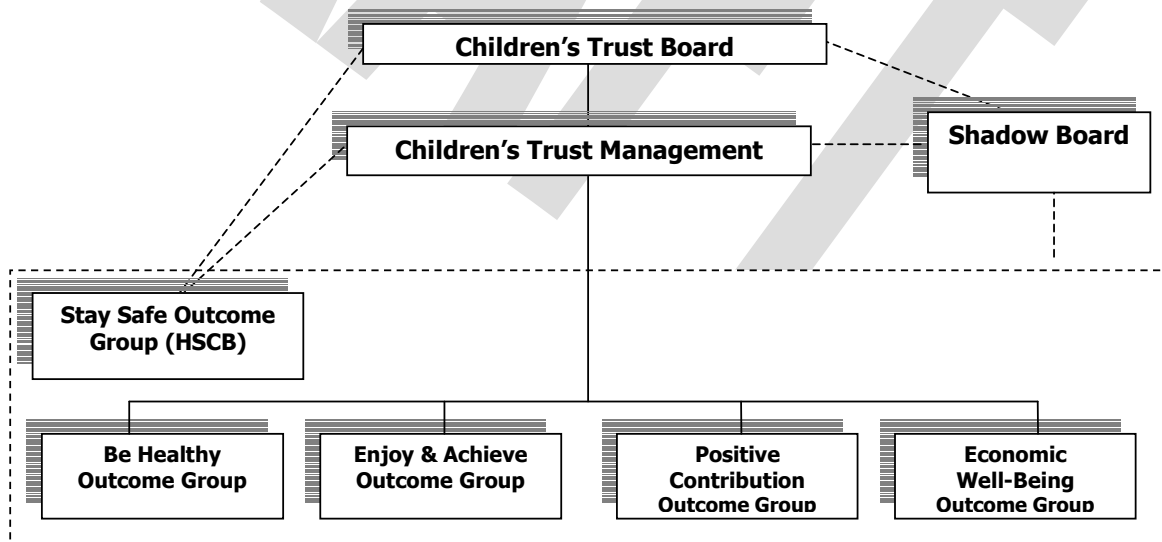 Children's Trust Board
Children's Trust Management
Shadow Board
Stay Safe Outcome
Group (HSCB)
Be Healthy
Outcome Group
Enjoy & Achieve
Outcome Group
Positive
Contribution
Outcome Group
Economic
Well-Being
Outcome Group